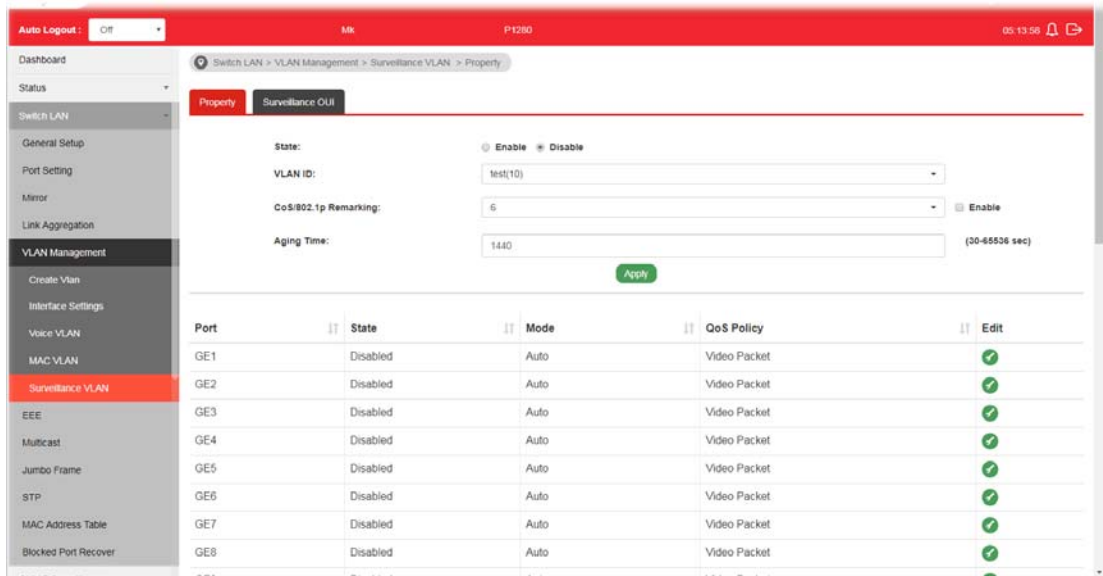 Auto Logout : Off Mk P1280 05:13:56
Dashboard
Status
Switch LAN
General Setup
Port Setting
Mirror
Link Aggregation
VLAN Management
Create Vlan
Interface Settings
Voice VLAN
MAC VLAN
Surveillance VLAN
EEE
Multicast
Jumbo Frame
STP
MAC Address Table
Blocked Port Recover
Switch LAN > VLAN Management > Surveillance VLAN > Property
Property Surveillance OUI
State: Enable Disable
VLAN ID: test(10)
CoS/802.1p Remarking: 6 Enable
Aging Time: 1440 (30-65536 sec)
Apply
Port State Mode QoS Policy Edit
GE1 Disabled Auto Video Packet
GE2 Disabled Auto Video Packet
GE3 Disabled Auto Video Packet
GE4 Disabled Auto Video Packet
GE5 Disabled Auto Video Packet
GE6 Disabled Auto Video Packet
GE7 Disabled Auto Video Packet
GE8 Disabled Auto Video Packet